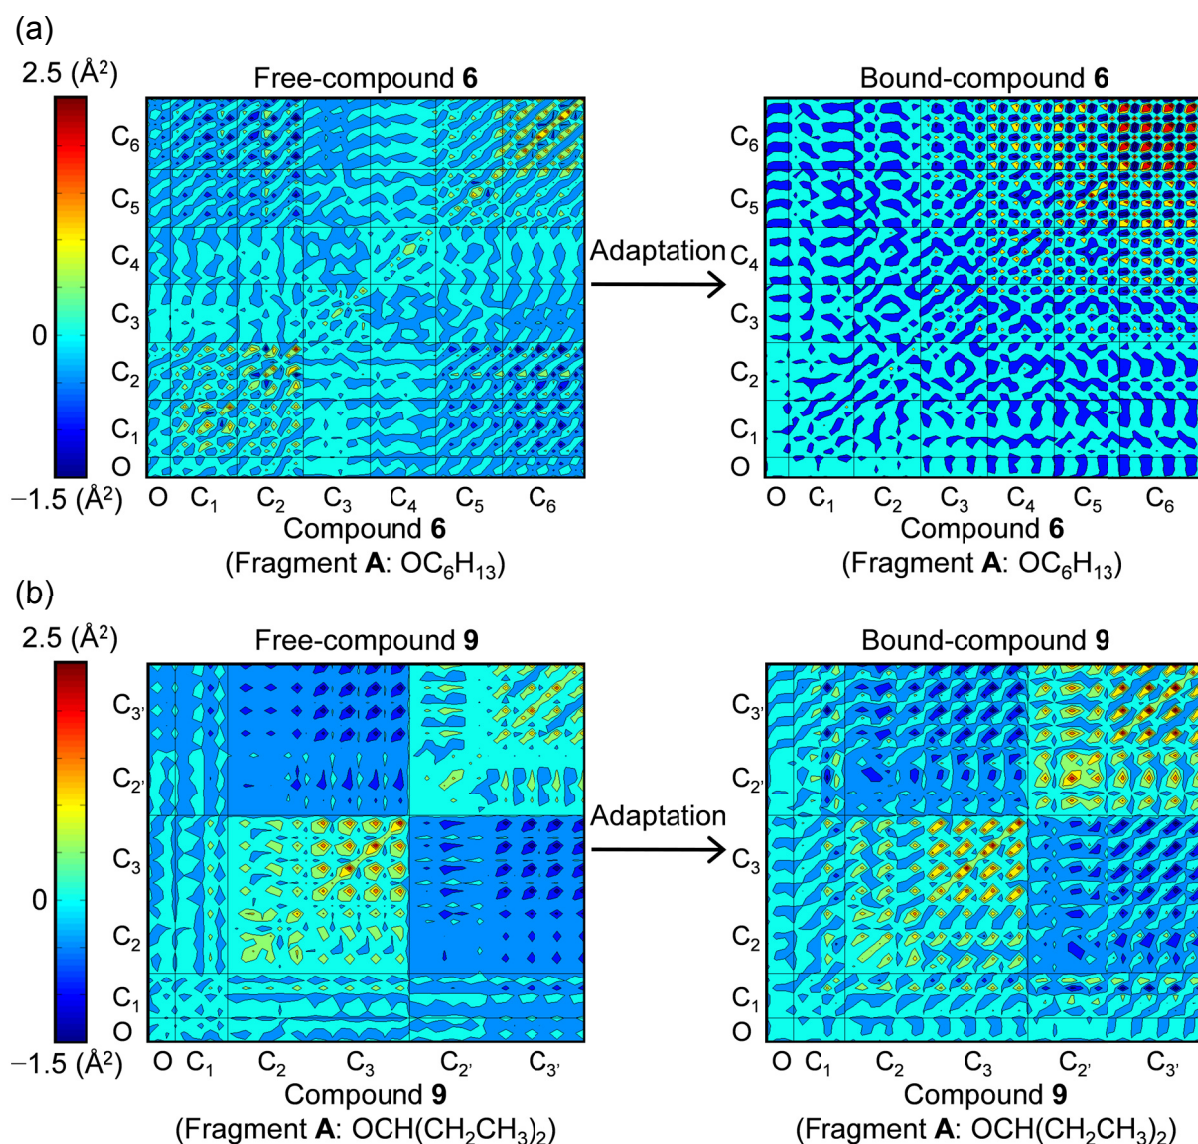 (a)
2.5 (Å²)
0
−1.5 (Å²)
Free-compound 6
C₆
C₅
C₄
C₃
C₂
C₁
O
O C₁ C₂ C₃ C₄ C₅ C₆
Compound 6
(Fragment A: OC₆H₁₃)
Adaptation
Bound-compound 6
C₆
C₅
C₄
C₃
C₂
C₁
O
O C₁ C₂ C₃ C₄ C₅ C₆
Compound 6
(Fragment A: OC₆H₁₃)
(b)
2.5 (Å²)
0
−1.5 (Å²)
Free-compound 9
C₃'
C₂'
C₃
C₂
C₁
O
O C₁ C₂ C₃ C₂' C₃'
Compound 9
(Fragment A: OCH(CH₂CH₃)₂)
Adaptation
Bound-compound 9
C₃'
C₂'
C₃
C₂
C₁
O
O C₁ C₂ C₃ C₂' C₃'
Compound 9
(Fragment A: OCH(CH₂CH₃)₂)